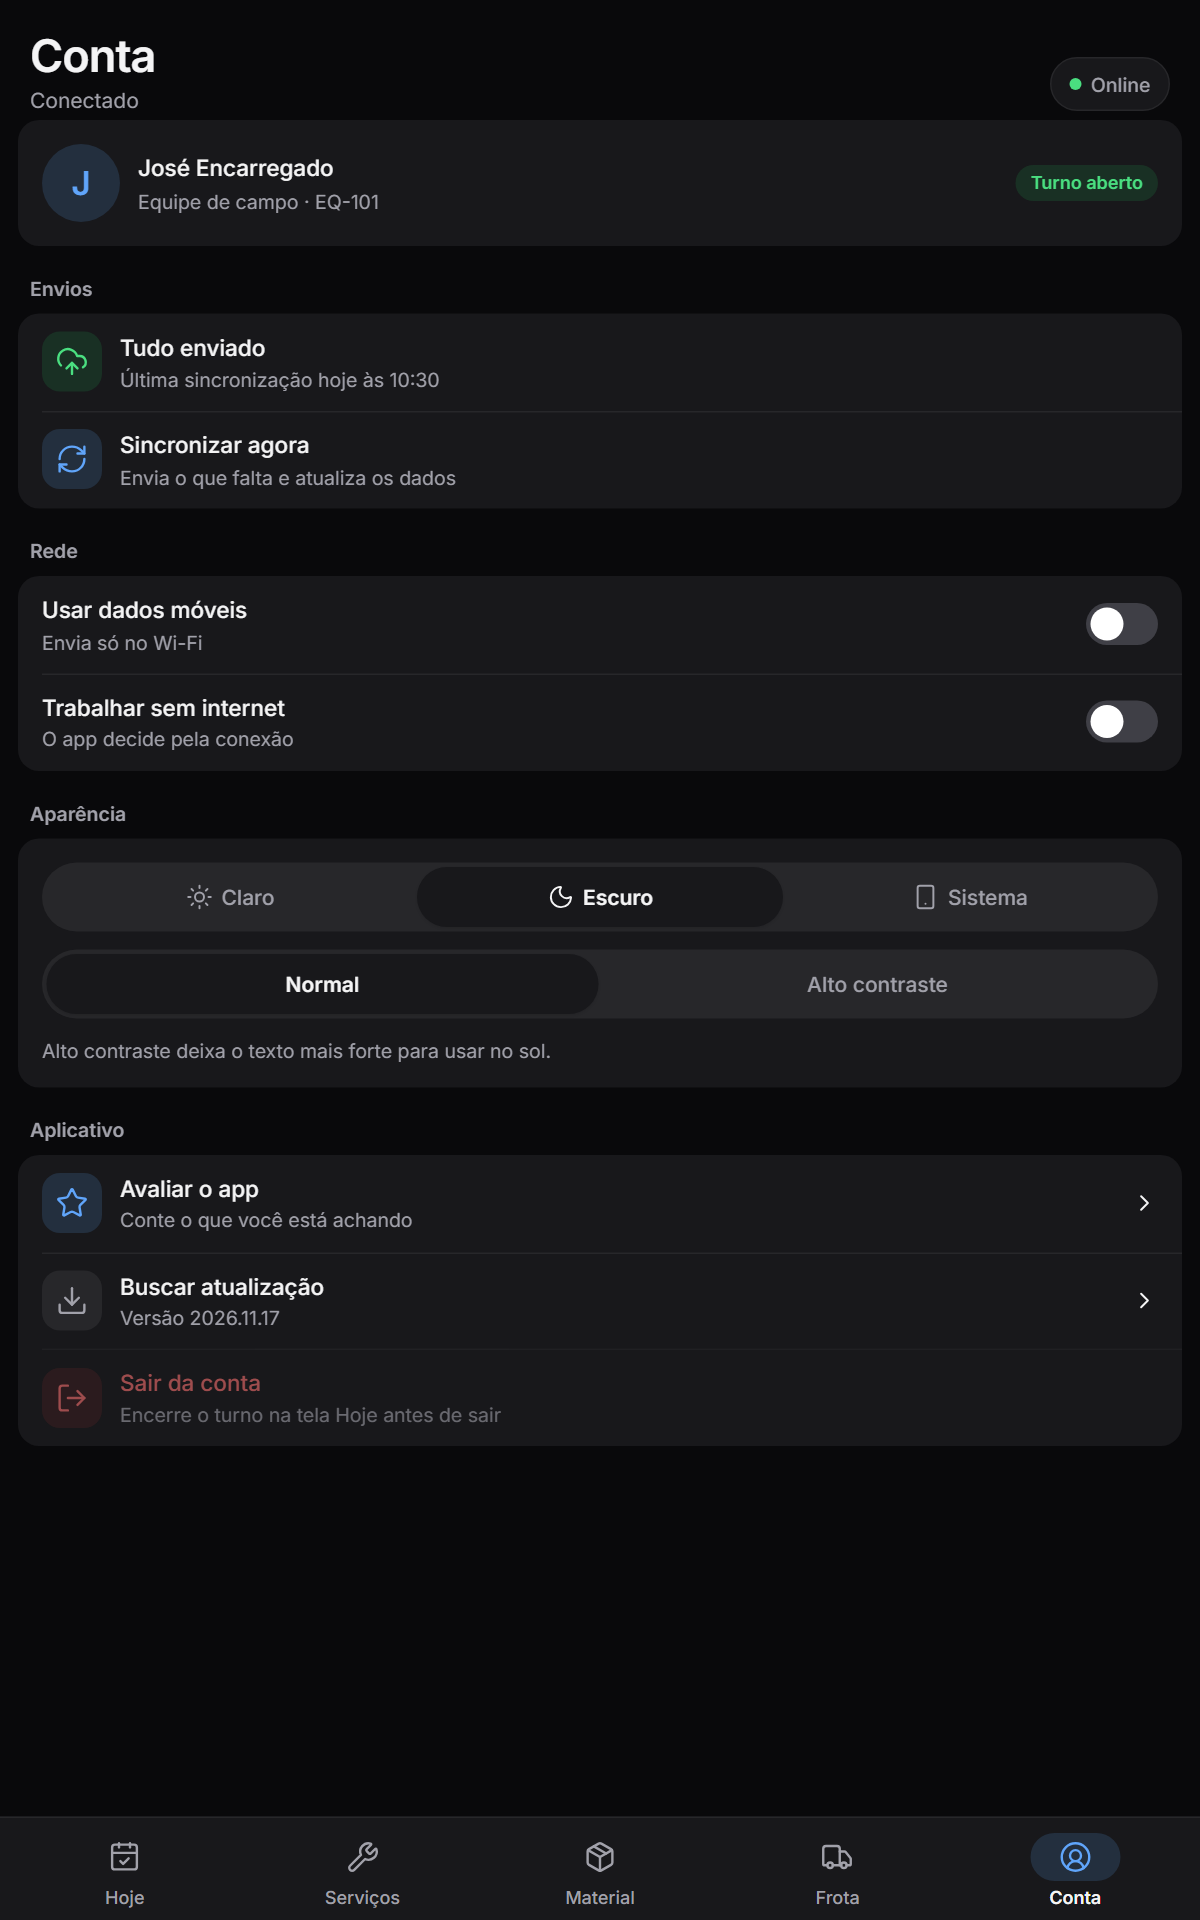 Conta
Conectado
Online
J
José Encarregado
Equipe de campo · EQ-101
Turno aberto
Envios
Tudo enviado
Última sincronização hoje às 10:30
Sincronizar agora
Envia o que falta e atualiza os dados
Rede
Usar dados móveis
Envia só no Wi-Fi
Trabalhar sem internet
O app decide pela conexão
Aparência
Claro
Escuro
Sistema
Normal
Alto contraste
Alto contraste deixa o texto mais forte para usar no sol.
Aplicativo
Avaliar o app
Conte o que você está achando
Buscar atualização
Versão 2026.11.17
Sair da conta
Encerre o turno na tela Hoje antes de sair
Hoje
Serviços
Material
Frota
Conta